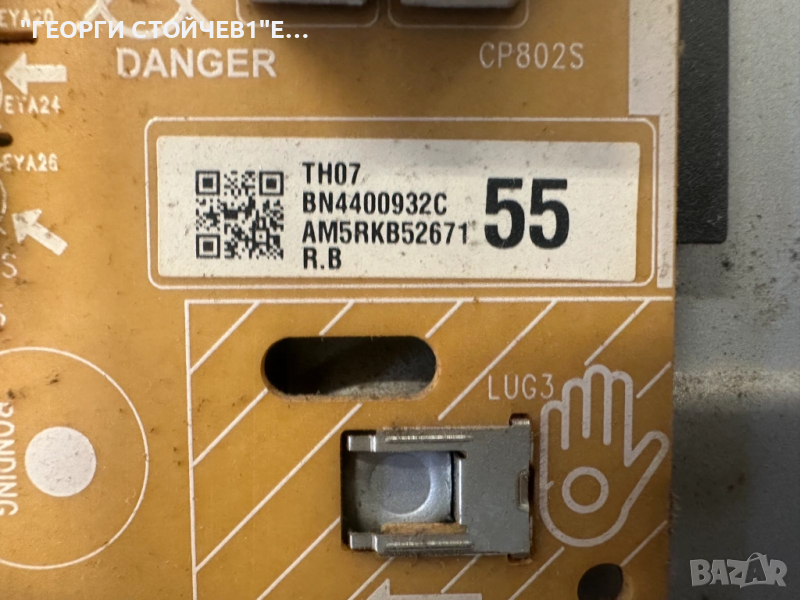 "ГЕОРГИ СТОЙЧЕВ1"Е...
DANGER
CP802S
EYA24
EYA26
TH07
BN4400932C
AM5RKB52671
R.B
55
S
LUG3
BONDING
BAZAR